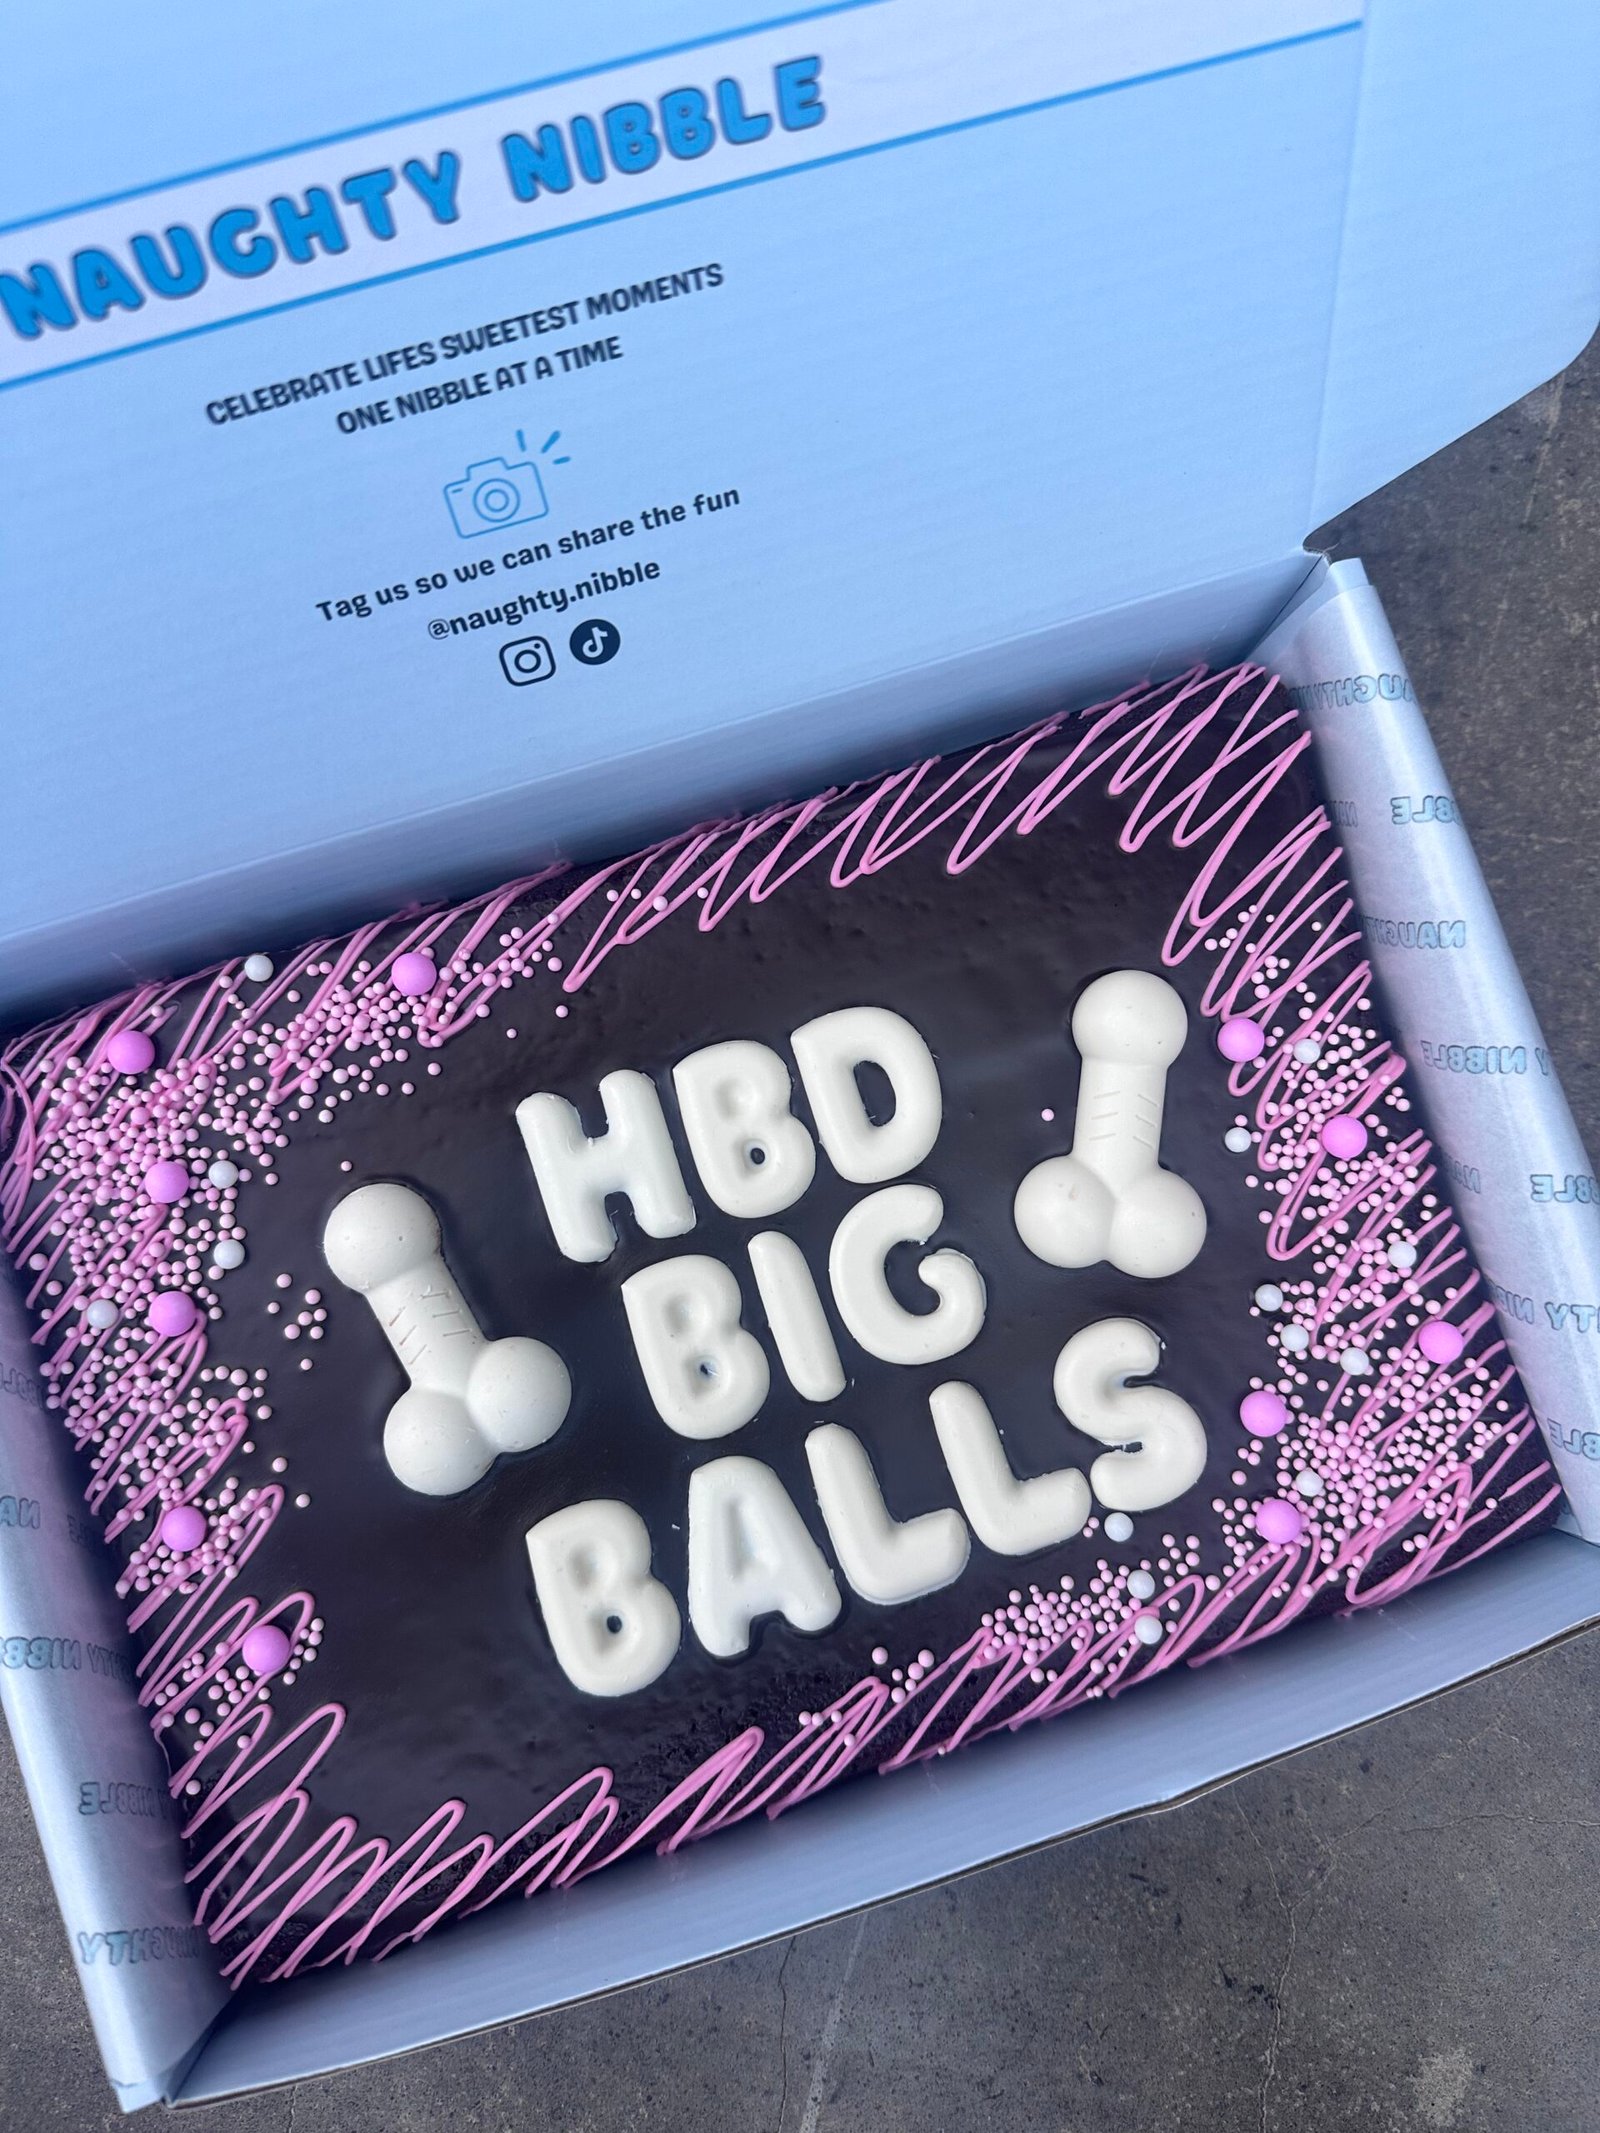 NAUGHTY NIBBLE
CELEBRATE LIFES SWEETEST MOMENTS
ONE NIBBLE AT A TIME
Tag us so we can share the fun
@naughty.nibble
HBD
BIG
BALLS